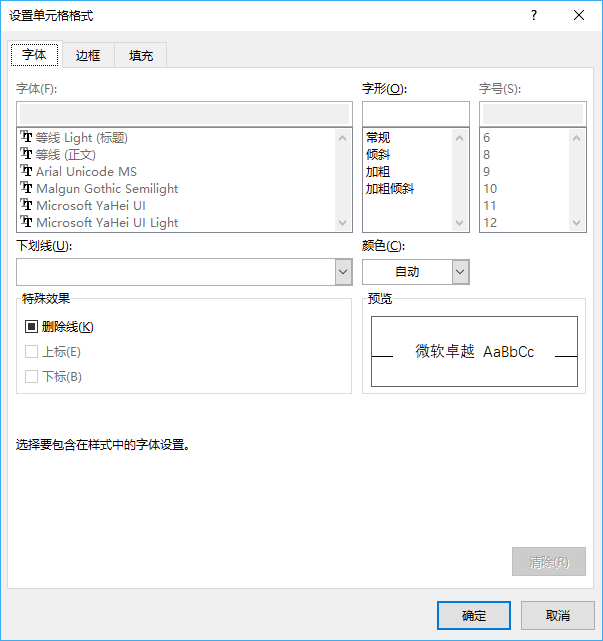 设置单元格格式
?
字体
边框
填充
字体(F):
字形(O):
字号(S):
等线 Light (标题)
等线 (正文)
Arial Unicode MS
Malgun Gothic Semilight
Microsoft YaHei UI
Microsoft YaHei UI Light
常规
倾斜
加粗
加粗倾斜
6
8
9
10
11
12
下划线(U):
颜色(C):
自动
特殊效果
删除线(K)
上标(E)
下标(B)
预览
微软卓越 AaBbCc
选择要包含在样式中的字体设置。
清除(R)
确定
取消